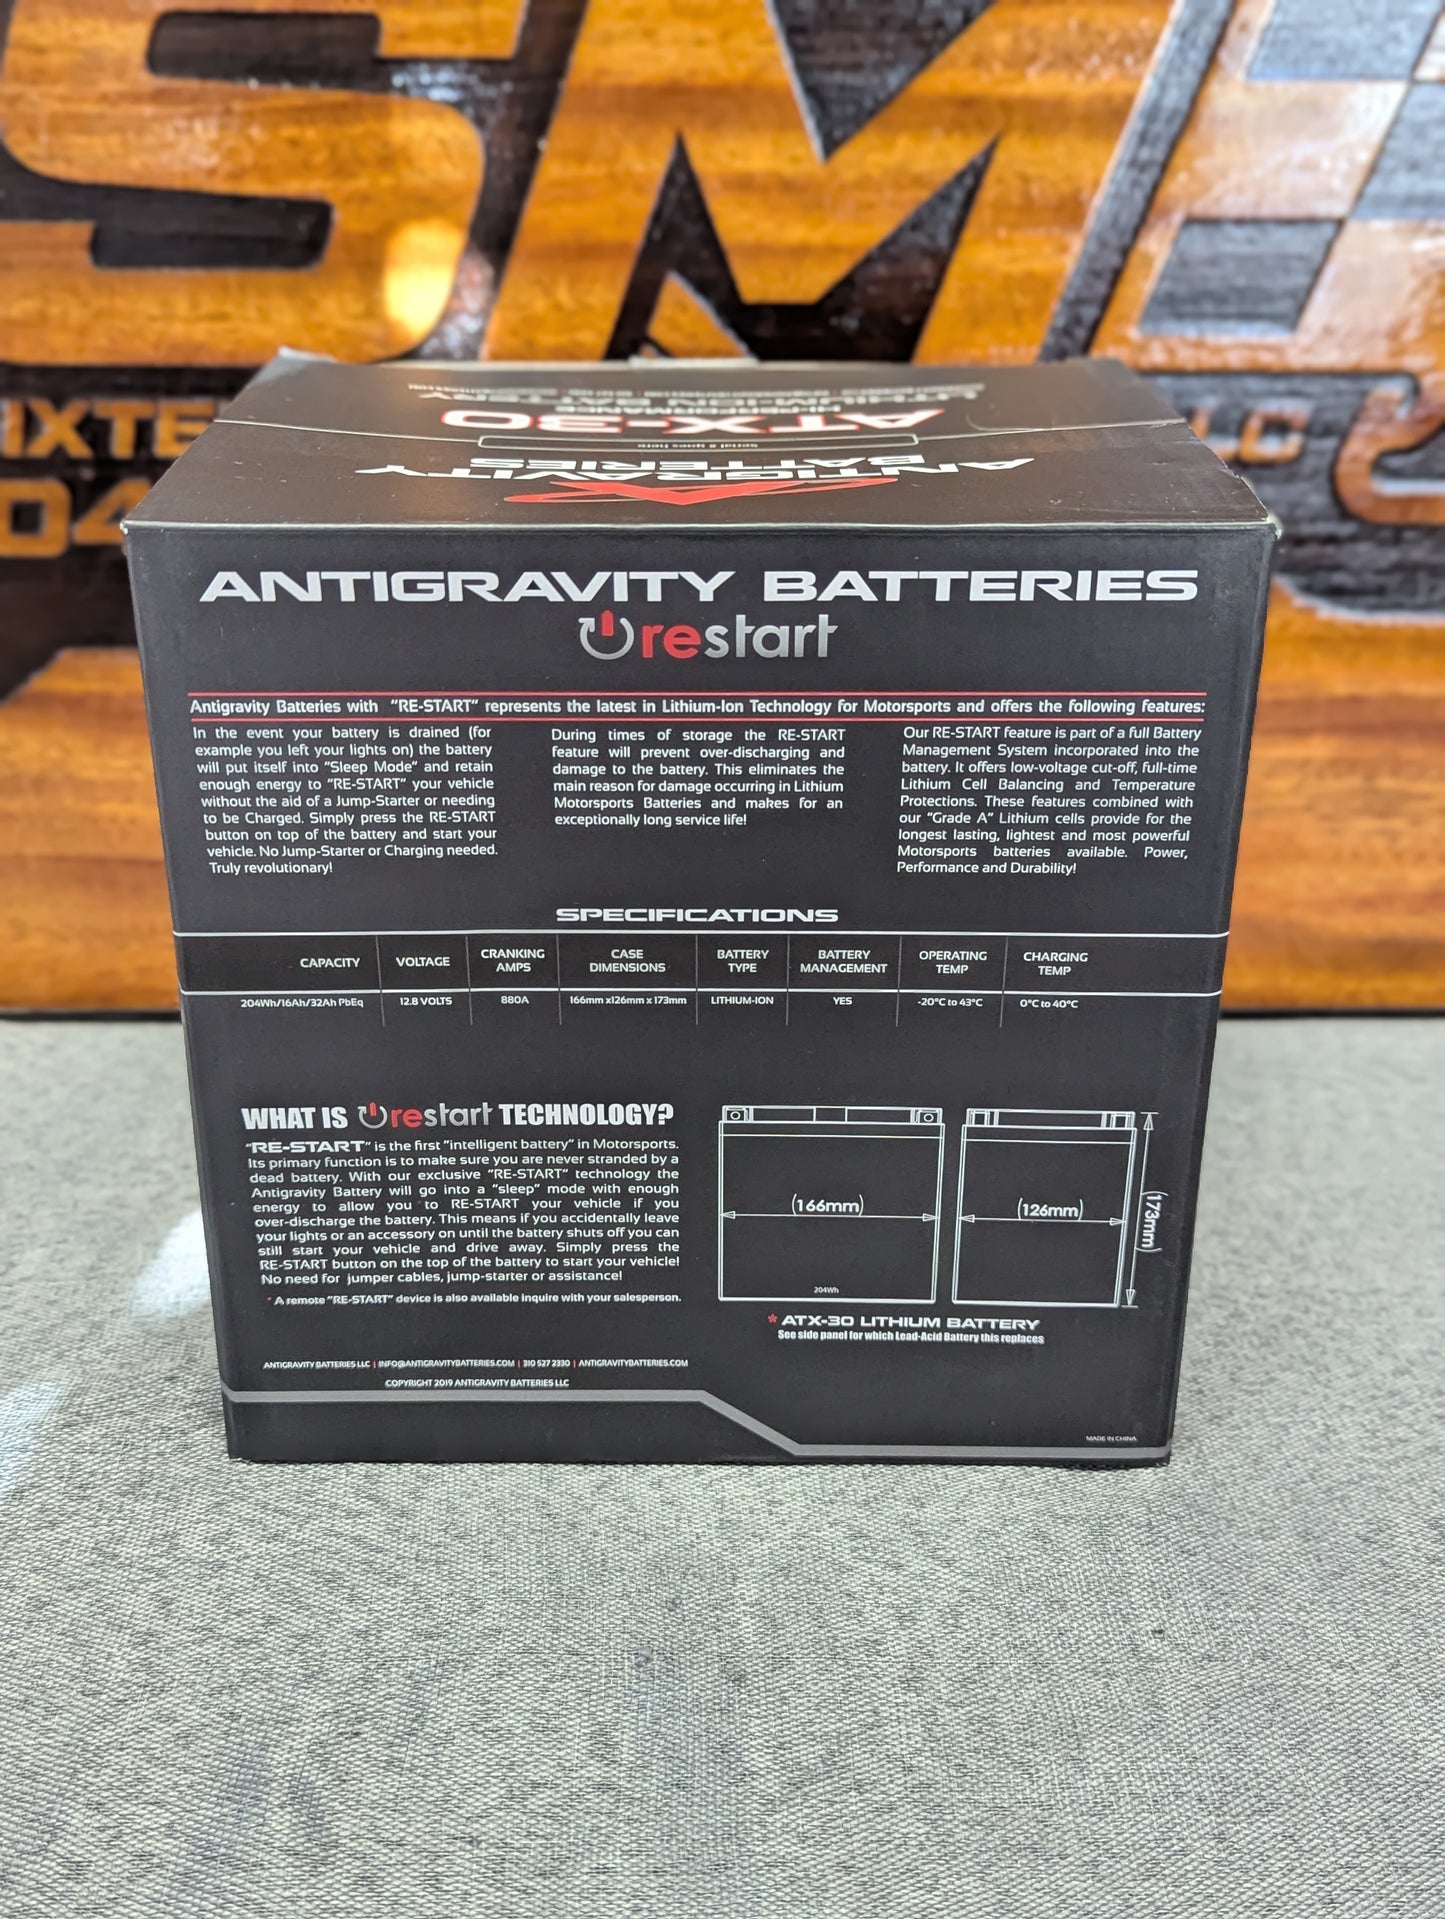 SM
IXTE
LC
04
LITHIUM-ION BATTERY
ATX-30
Serial # goes here
ANTIGRAVITY
BATTERIES
ANTIGRAVITY BATTERIES
restart
Antigravity Batteries with "RE-START" represents the latest in Lithium-Ion Technology for Motorsports and offers the following features:
In the event your battery is drained (for
example you left your lights on) the battery
will put itself into "Sleep Mode" and retain
enough energy to "RE-START" your vehicle
without the aid of a Jump-Starter or needing
to be Charged. Simply press the RE-START
button on top of the battery and start your
vehicle. No Jump-Starter or Charging needed.
Truly revolutionary!
During times of storage the RE-START
feature will prevent over-discharging and
damage to the battery. This eliminates the
main reason for damage occurring in Lithium
Motorsports Batteries and makes for an
exceptionally long service life!
Our RE-START feature is part of a full Battery
Management System incorporated into the
battery. It offers low-voltage cut-off, full-time
Lithium Cell Balancing and Temperature
Protections. These features combined with
our "Grade A" Lithium cells provide for the
longest lasting, lightest and most powerful
Motorsports batteries available. Power,
Performance and Durability!
SPECIFICATIONS
CAPACITY VOLTAGE CRANKING AMPS CASE DIMENSIONS BATTERY TYPE BATTERY MANAGEMENT OPERATING TEMP CHARGING TEMP
204Wh/16Ah/32Ah PbEq 12.8 VOLTS 880A 166mm x126mm x 173mm LITHIUM-ION YES -20°C to 43°C 0°C to 40°C
WHAT IS restart TECHNOLOGY?
"RE-START" is the first "intelligent battery" in Motorsports.
Its primary function is to make sure you are never stranded by a
dead battery. With our exclusive "RE-START" technology the
Antigravity Battery will go into a "sleep" mode with enough
energy to allow you to RE-START your vehicle if you
over-discharge the battery. This means if you accidentally leave
your lights or an accessory on until the battery shuts off you can
still start your vehicle and drive away. Simply press the
RE-START button on the top of the battery to start your vehicle!
No need for jumper cables, jump-starter or assistance!
* A remote "RE-START" device is also available inquire with your salesperson.
(166mm)
(126mm)
(173mm)
204Wh
* ATX-30 LITHIUM BATTERY
See side panel for which Lead-Acid Battery this replaces
ANTIGRAVITY BATTERIES LLC | INFO@ANTIGRAVITYBATTERIES.COM | 310 527 2330 | ANTIGRAVITYBATTERIES.COM
COPYRIGHT 2019 ANTIGRAVITY BATTERIES LLC
MADE IN CHINA